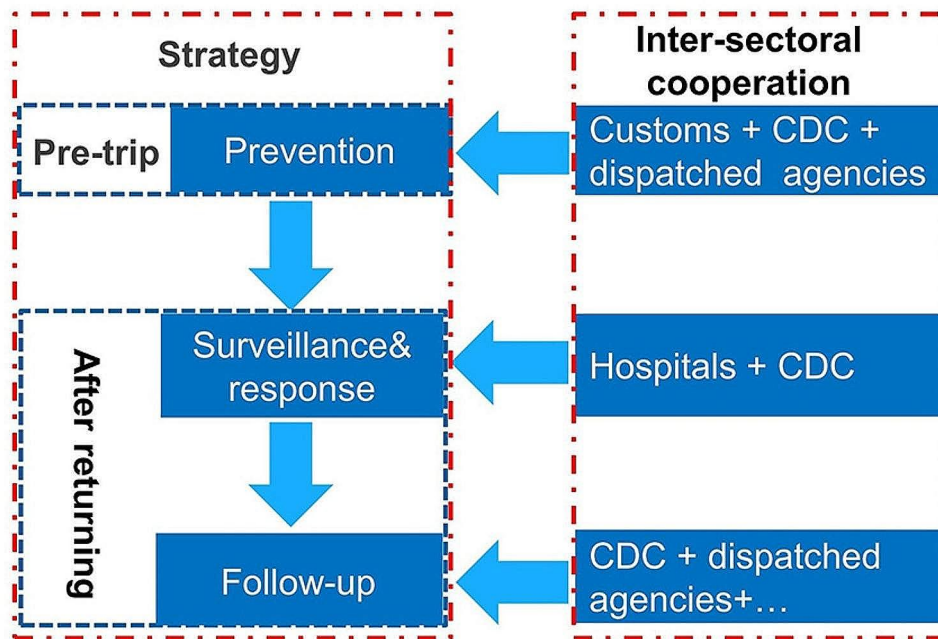 Strategy
Inter-sectoral
cooperation
Pre-trip
Prevention
Customs + CDC +
dispatched agencies
After returning
Surveillance&
response
Hospitals + CDC
Follow-up
CDC + dispatched
agencies+…